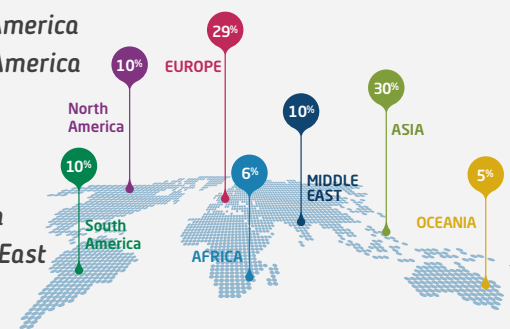 America
America
29%
10%
EUROPE
North
America
10%
30%
ASIA
10%
6%
MIDDLE
EAST
5%
South
America
OCEANIA
AFRICA
East